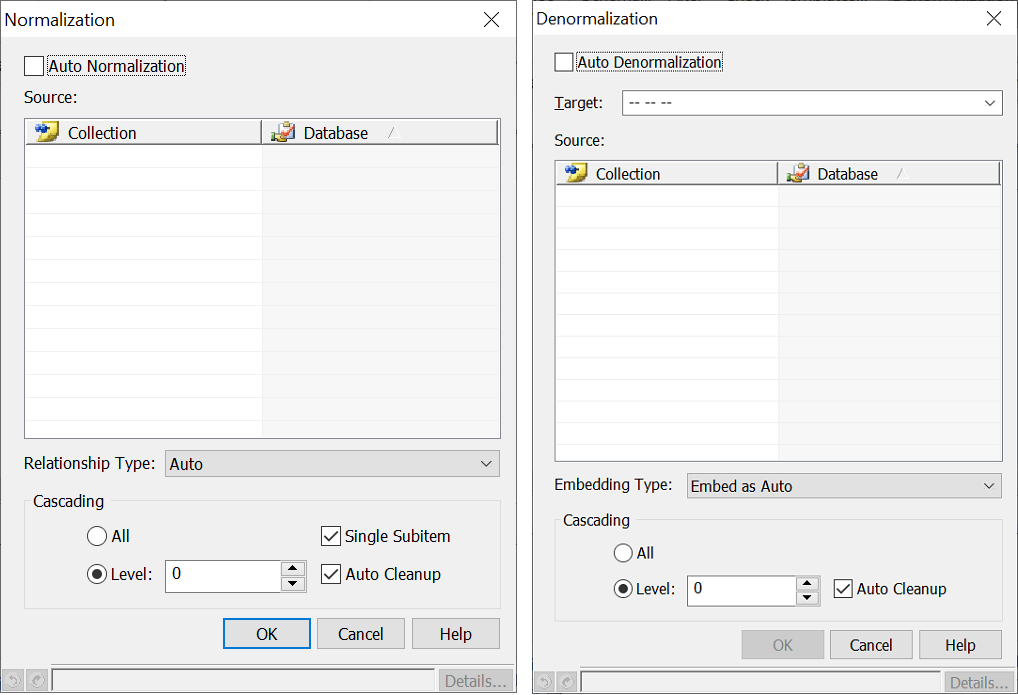 Normalization
Auto Normalization
Source:
Collection Database
Relationship Type: Auto
Cascading
All Single Subitem
Level: 0 Auto Cleanup
OK Cancel Help
Details...
Denormalization
Auto Denormalization
Target: -- -- --
Source:
Collection Database
Embedding Type: Embed as Auto
Cascading
All
Level: 0 Auto Cleanup
OK Cancel Help
Details...